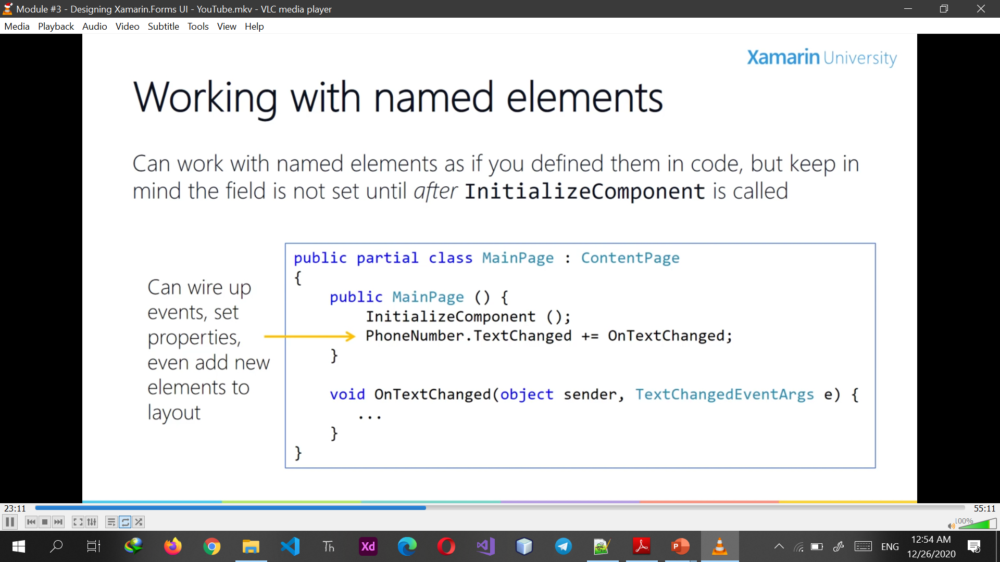 Module #3 - Designing Xamarin.Forms UI - YouTube.mkv - VLC media player
Media Playback Audio Video Subtitle Tools View Help
Xamarin University
Working with named elements
Can work with named elements as if you defined them in code, but keep in
mind the field is not set until after InitializeComponent is called
Can wire up
events, set
properties,
even add new
elements to
layout
public partial class MainPage : ContentPage
{
public MainPage () {
InitializeComponent ();
PhoneNumber.TextChanged += OnTextChanged;
}
void OnTextChanged(object sender, TextChangedEventArgs e) {
...
}
}
23:11
55:11
100%
Th
Xd
P
ENG
12:54 AM
12/26/2020